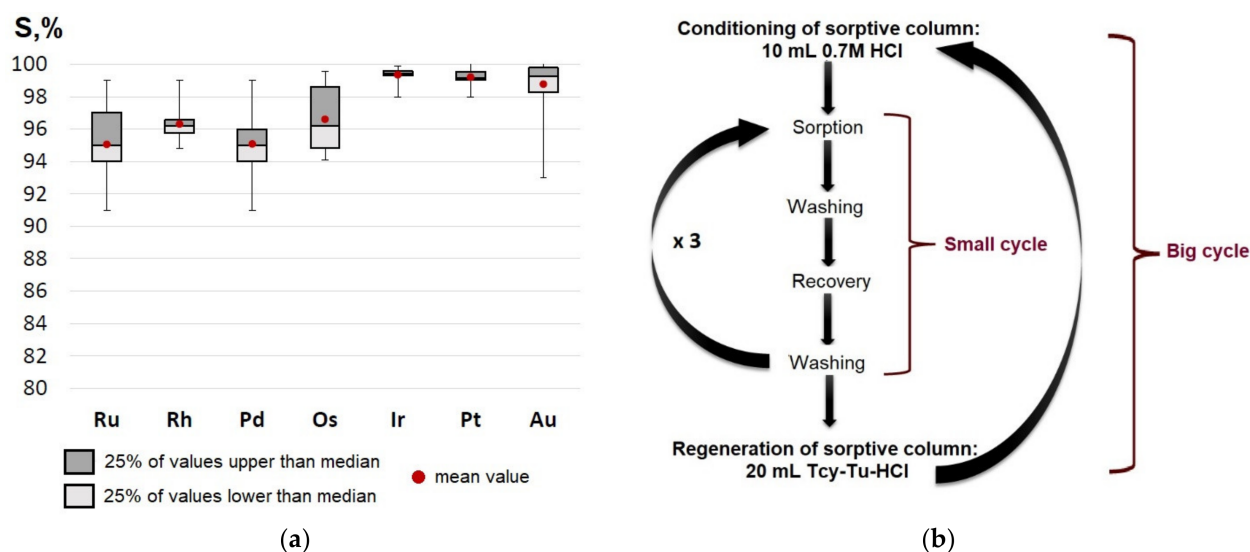 S,%
100
98
96
94
92
90
88
86
84
82
80
Ru Rh Pd Os Ir Pt Au
25% of values upper than median
25% of values lower than median
mean value
(a)
Conditioning of sorptive column:
10 mL 0.7M HCl
Sorption
Washing
x 3
Small cycle
Big cycle
Recovery
Washing
Regeneration of sorptive column:
20 mL Tcy-Tu-HCl
(b)